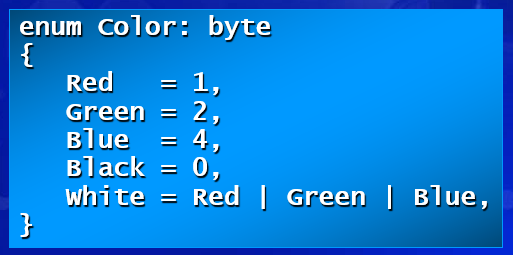 enum Color: byte
{
   Red   = 1,
   Green = 2,
   Blue  = 4,
   Black = 0,
   White = Red | Green | Blue,
}